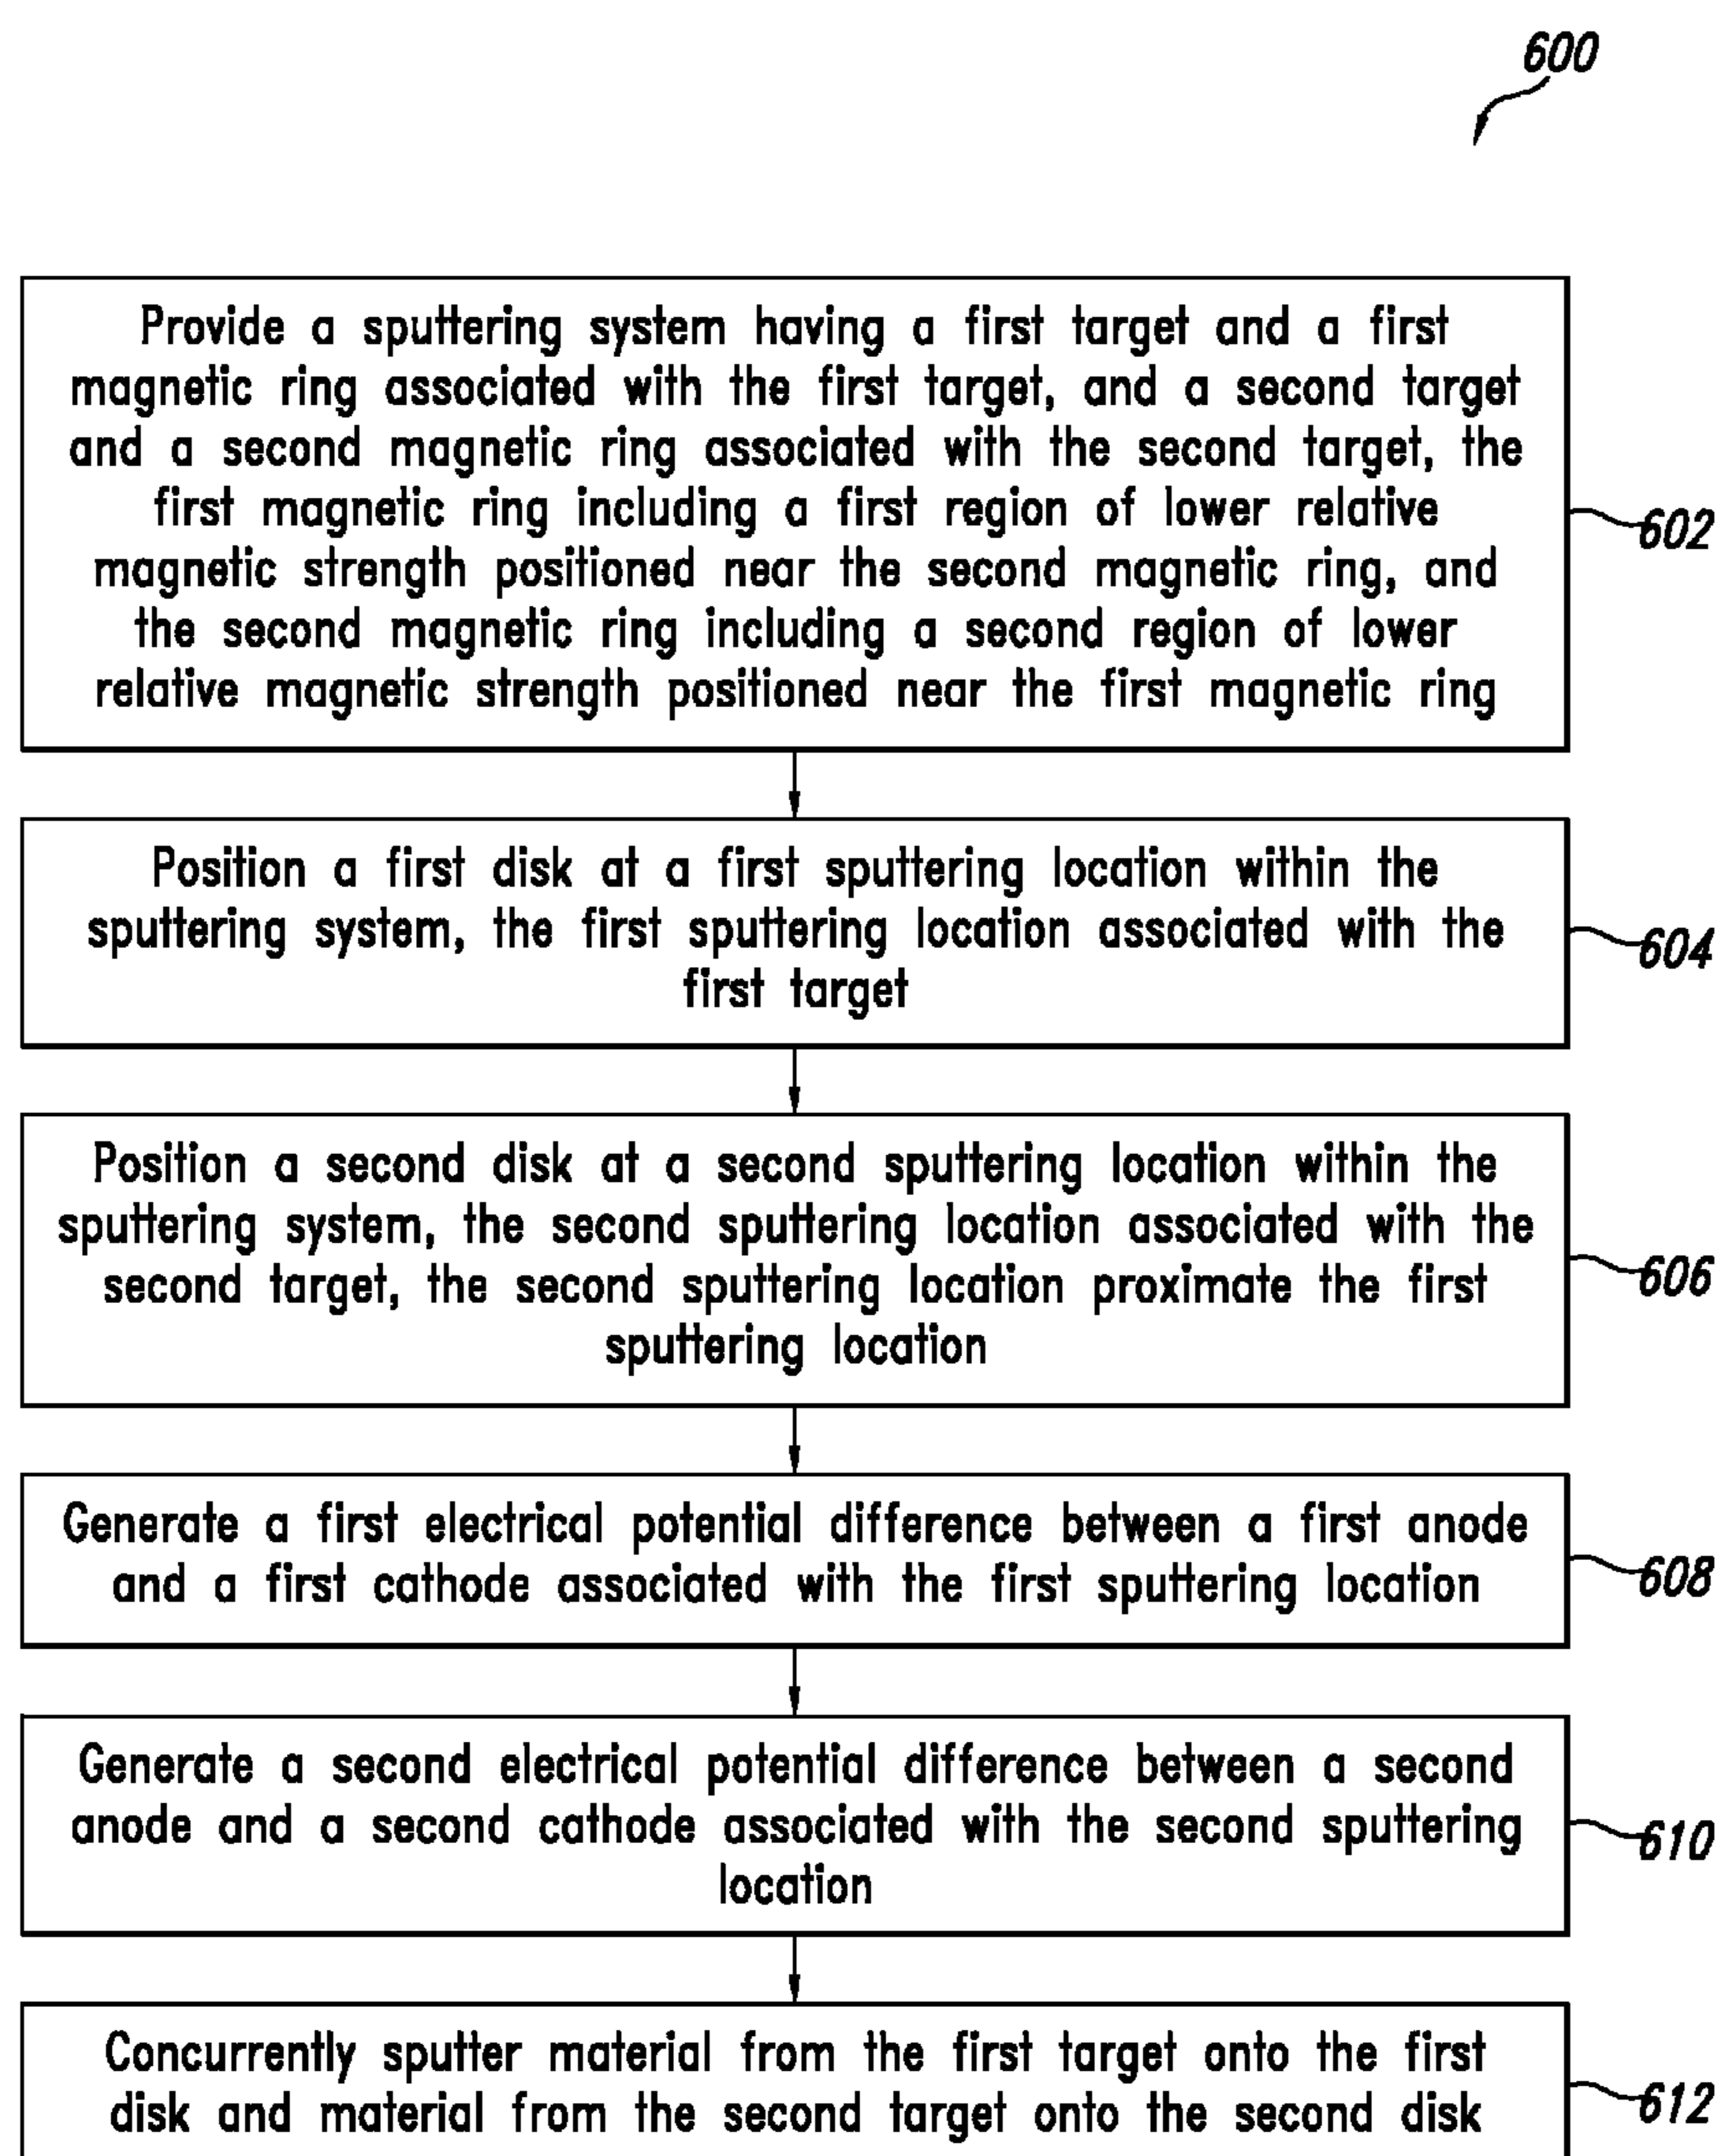 600
Provide a sputtering system having a first target and a first
magnetic ring associated with the first target, and a second target
and a second magnetic ring associated with the second target, the
first magnetic ring including a first region of lower relative
magnetic strength positioned near the second magnetic ring, and
the second magnetic ring including a second region of lower
relative magnetic strength positioned near the first magnetic ring
602
Position a first disk at a first sputtering location within the
sputtering system, the first sputtering location associated with the
first target
604
Position a second disk at a second sputtering location within the
sputtering system, the second sputtering location associated with the
second target, the second sputtering location proximate the first
sputtering location
606
Generate a first electrical potential difference between a first anode
and a first cathode associated with the first sputtering location
608
Generate a second electrical potential difference between a second
anode and a second cathode associated with the second sputtering
location
610
Concurrently sputter material from the first target onto the first
disk and material from the second target onto the second disk
612